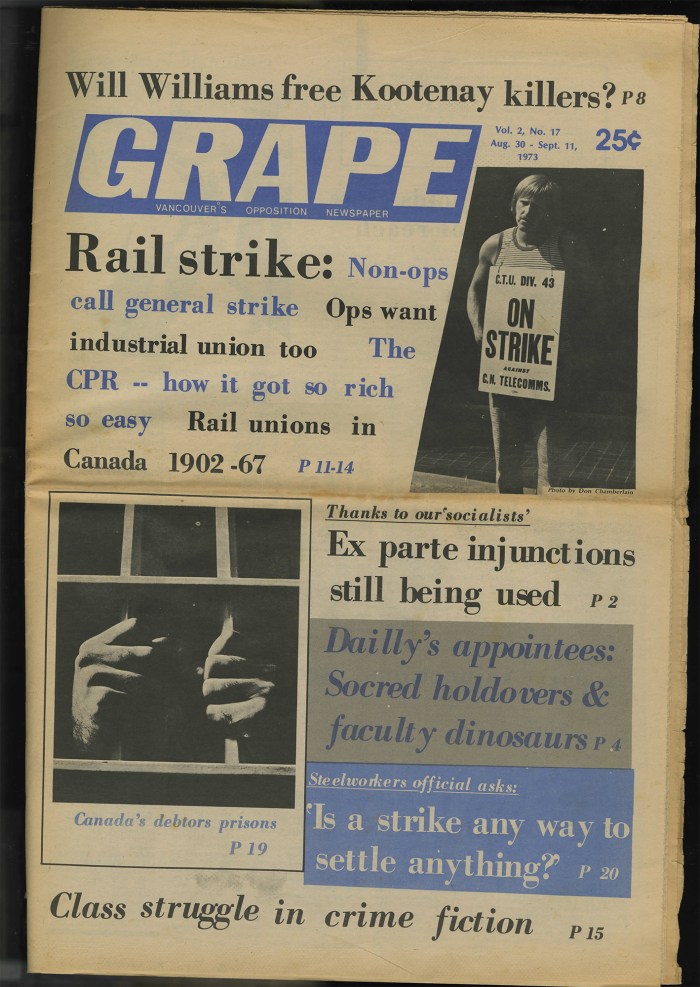 Will Williams free Kootenay killers? P 8
GRAPE
VANCOUVER'S OPPOSITION NEWSPAPER
Vol. 2, No. 17
Aug. 30 - Sept. 11,
1973
25¢
Rail strike: Non-ops
call general strike Ops want
industrial union too The
CPR -- how it got so rich
so easy Rail unions in
Canada 1902-67 P 11-14
C.T.U. DIV. 43
ON
STRIKE
AGAINST
C.N. TELECOMMS.
Photo by Don Chamberlain
Thanks to our 'socialists'
Ex parte injunctions
still being used P 2
Dailly's appointees:
Socred holdovers &
faculty dinosaurs P 4
Steelworkers official asks:
'Is a strike any way to
settle anything?' P 20
Canada's debtors prisons
P 19
Class struggle in crime fiction P 15